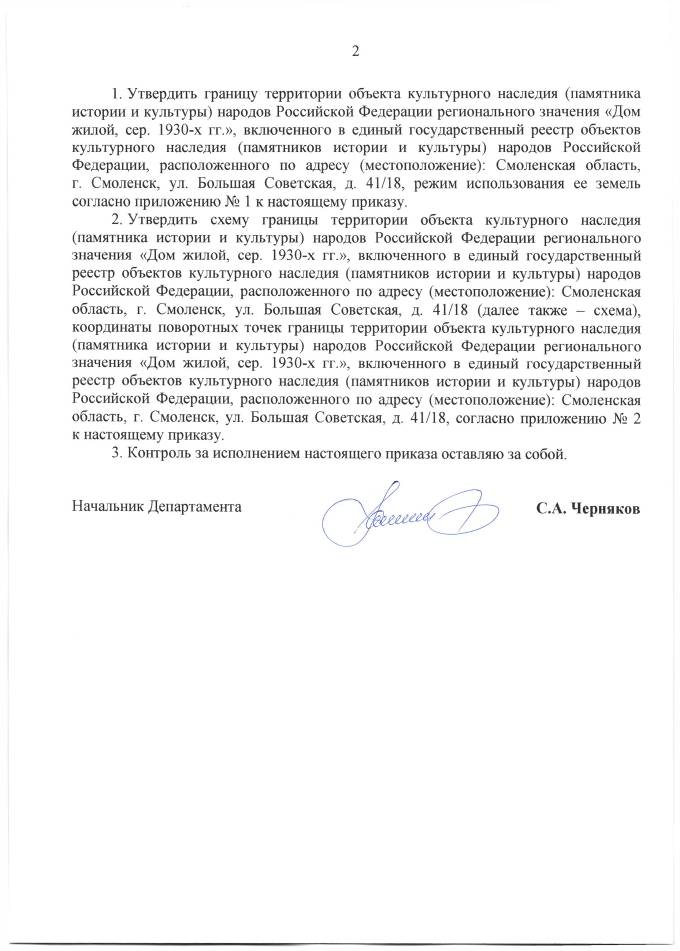 2
1. Утвердить границу территории объекта культурного наследия (памятника
истории и культуры) народов Российской Федерации регионального значения «Дом
жилой, сер. 1930-х гг.», включенного в единый государственный реестр объектов
культурного наследия (памятников истории и культуры) народов Российской
Федерации, расположенного по адресу (местоположение): Смоленская область,
г. Смоленск, ул. Большая Советская, д. 41/18, режим использования ее земель
согласно приложению № 1 к настоящему приказу.
2. Утвердить схему границы территории объекта культурного наследия
(памятника истории и культуры) народов Российской Федерации регионального
значения «Дом жилой, сер. 1930-х гг.», включенного в единый государственный
реестр объектов культурного наследия (памятников истории и культуры) народов
Российской Федерации, расположенного по адресу (местоположение): Смоленская
область, г. Смоленск, ул. Большая Советская, д. 41/18 (далее также – схема),
координаты поворотных точек границы территории объекта культурного наследия
(памятника истории и культуры) народов Российской Федерации регионального
значения «Дом жилой, сер. 1930-х гг.», включенного в единый государственный
реестр объектов культурного наследия (памятников истории и культуры) народов
Российской Федерации, расположенного по адресу (местоположение): Смоленская
область, г. Смоленск, ул. Большая Советская, д. 41/18, согласно приложению № 2
к настоящему приказу.
3. Контроль за исполнением настоящего приказа оставляю за собой.
Начальник Департамента С.А. Черняков